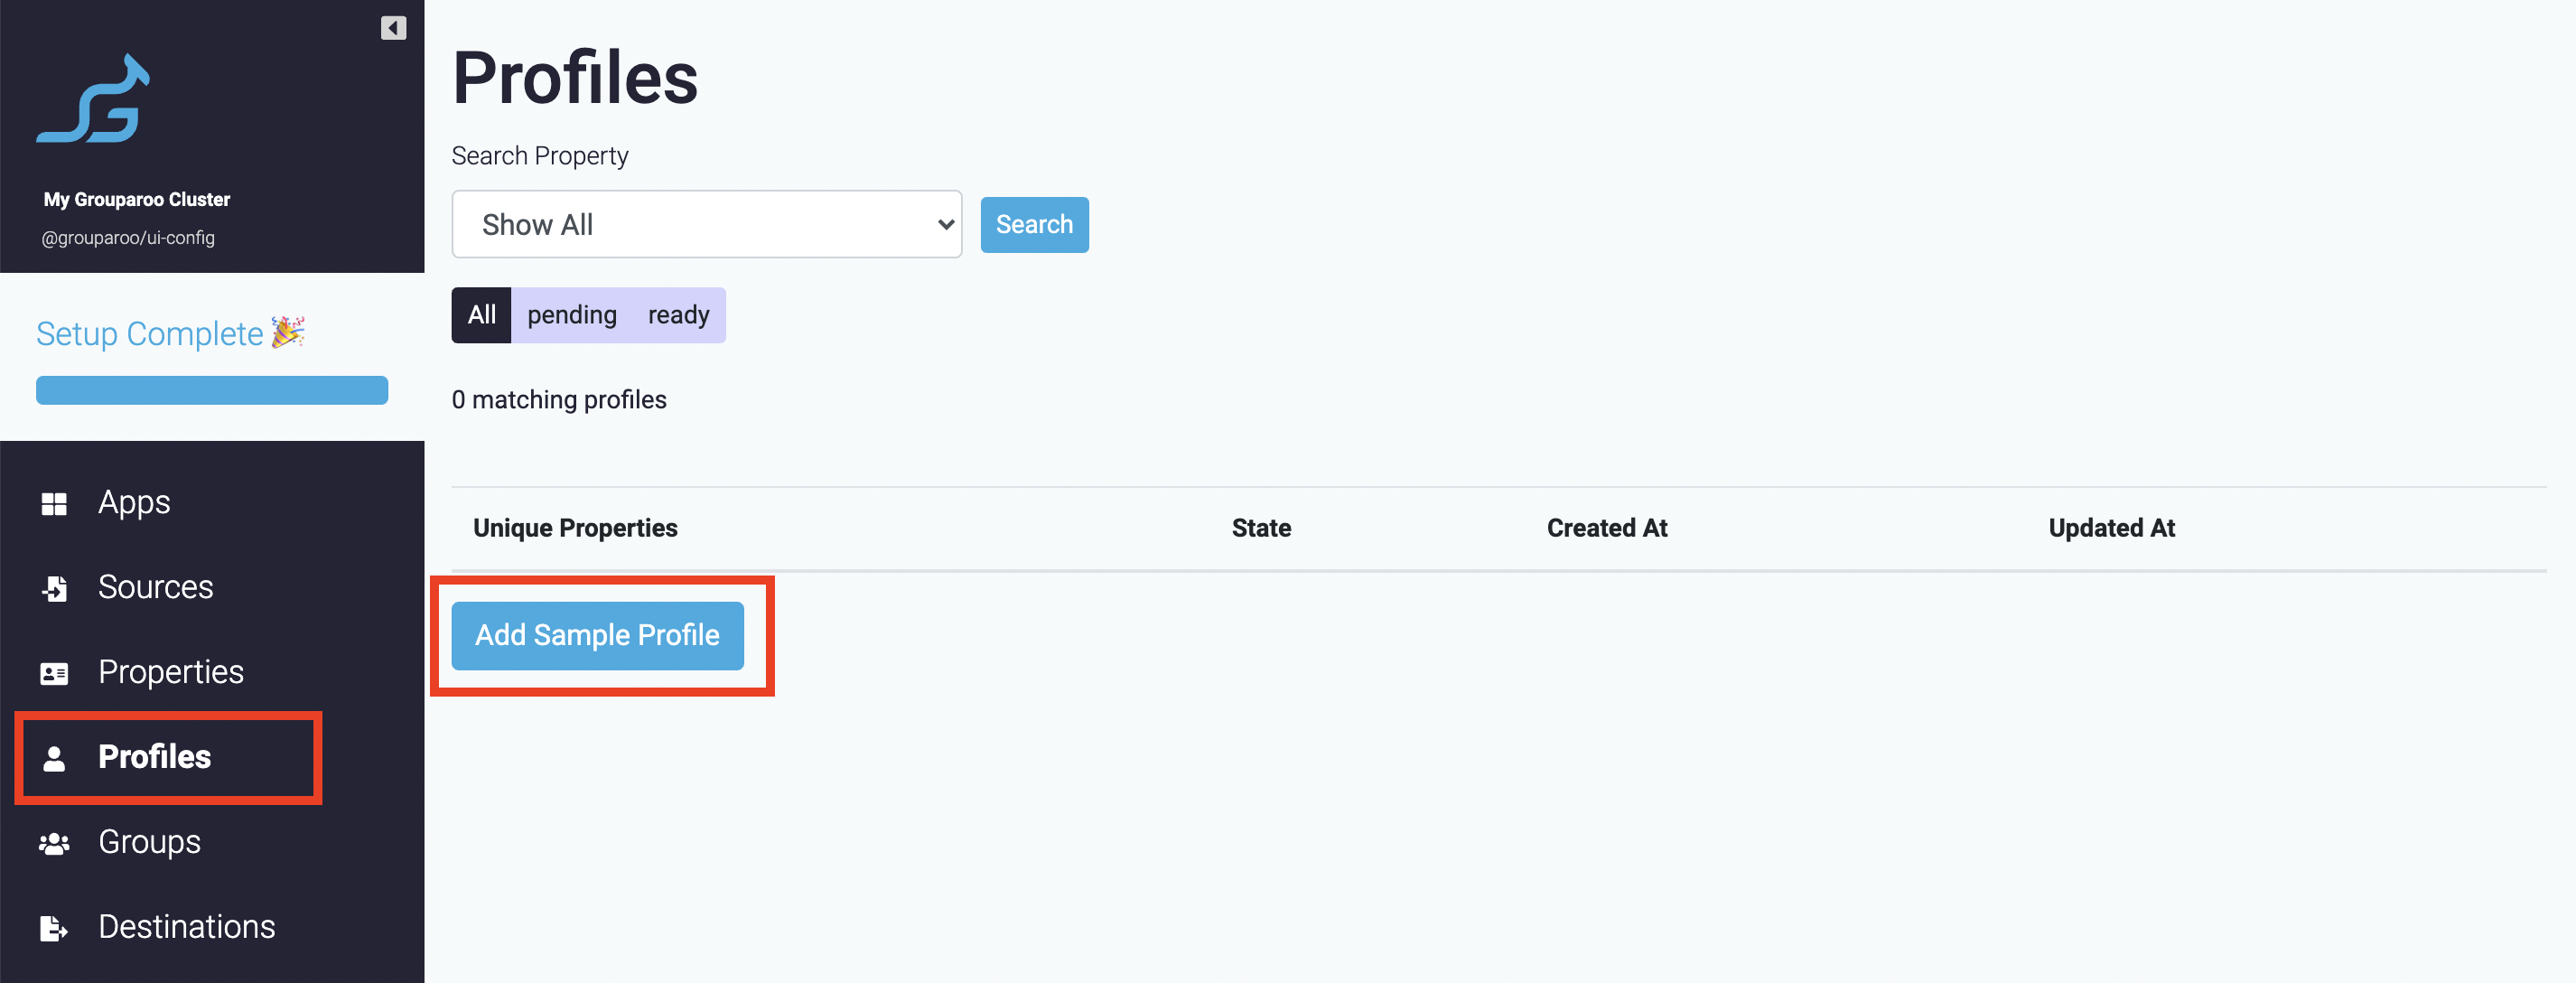 My Grouparoo Cluster
@grouparoo/ui-config
Setup Complete 🎉
Apps
Sources
Properties
Profiles
Groups
Destinations
Profiles
Search Property
Show All
Search
All pending ready
0 matching profiles
Unique Properties State Created At Updated At
Add Sample Profile